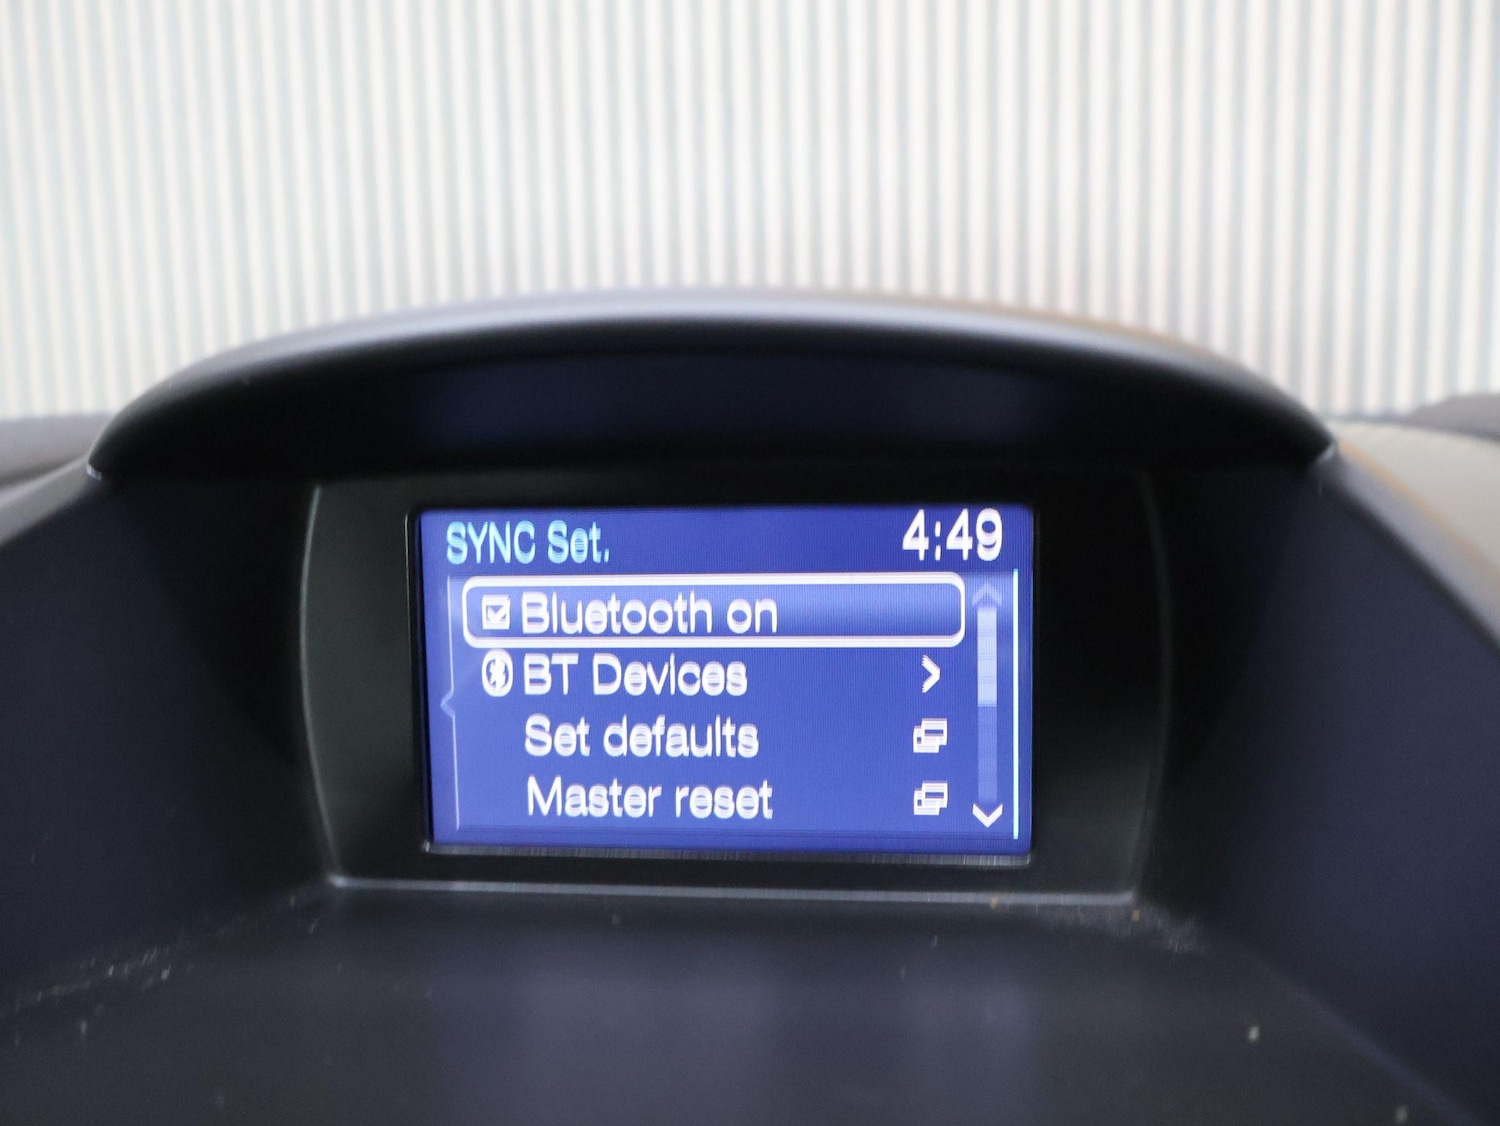 SYNC Set. 4:49
Bluetooth on
BT Devices
Set defaults
Master reset